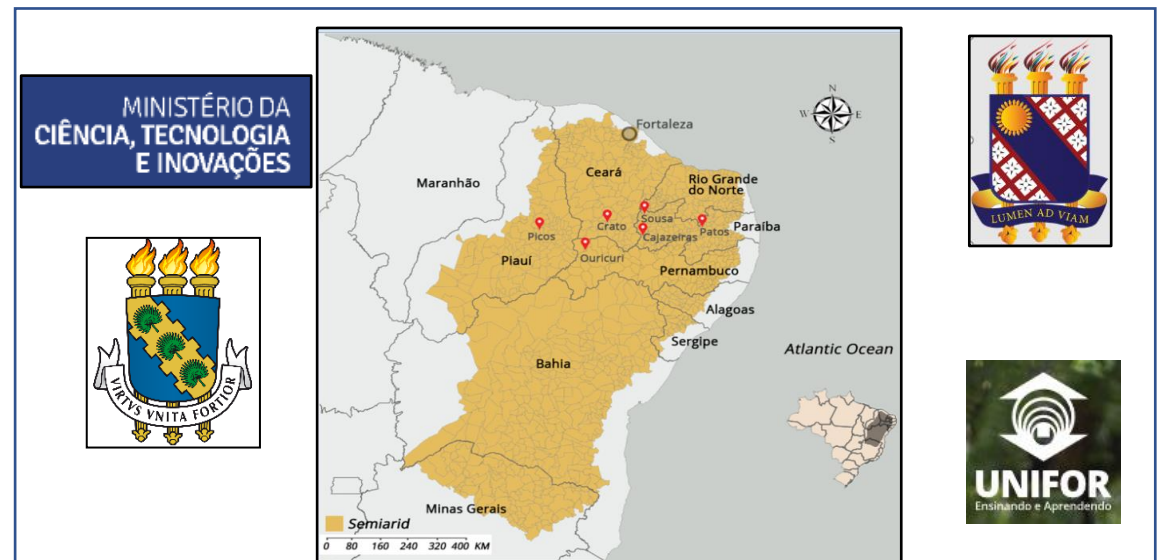 MINISTÉRIO DA
CIÊNCIA, TECNOLOGIA
E INOVAÇÕES
VIRTVS VNITA FORTIOR
N
W
E
S
Fortaleza
Maranhão
Ceará
Rio Grande
do Norte
Sousa
Crato
Picos
Cajazeiras
Patos
Paraíba
Ouricuri
Piauí
Pernambuco
Alagoas
Sergipe
Bahia
Atlantic Ocean
Minas Gerais
Semiarid
0 80 160 240 320 400 KM
LUMEN AD VIAM
UNIFOR
Ensinando e Aprendendo